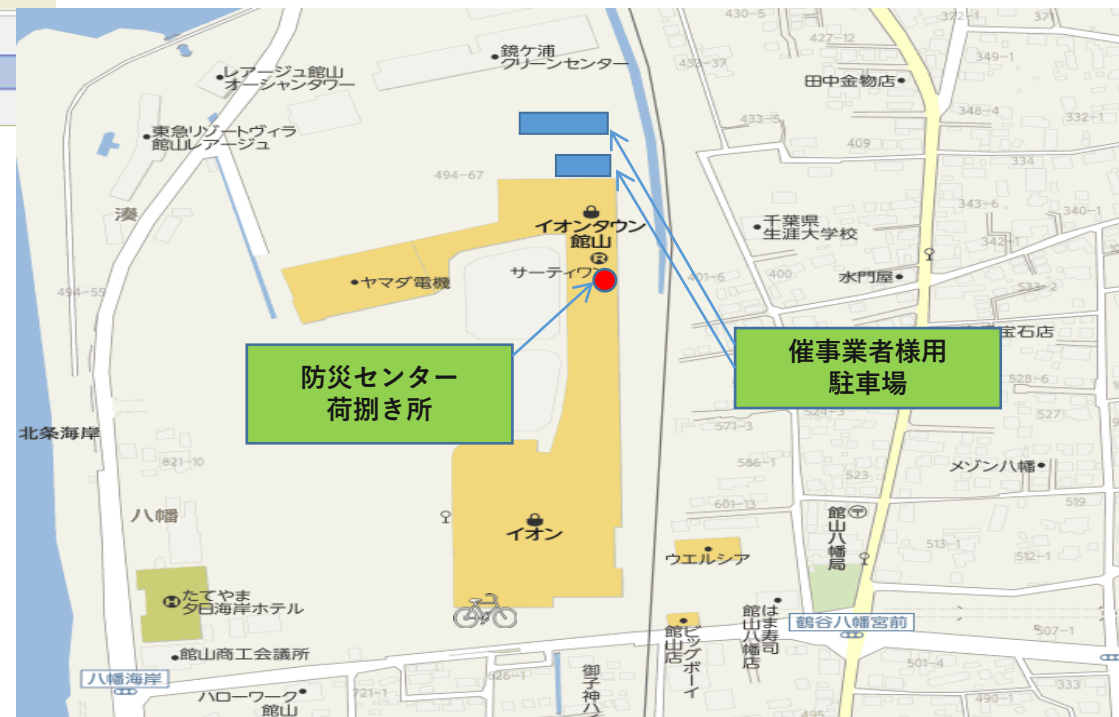 430-5
372-1
371
427-12
鏡ケ浦
グリーンセンター
433-37
349-1
レアージュ館山
オーシャンタワー
田中金物店
348-4
332-1
433-5
東急リゾートヴィラ
館山レアージュ
409
334
494-67
343-6
340-1
湊
イオンタウン
館山
千葉県
生涯大学校
342-1
サーティワ
401-6
400
水門屋
ヤマダ電機
494-55
533-2
宝石店
防災センター
荷捌き所
催事業者様用
駐車場
528-6
524-3
527
571-3
北条海岸
821-10
586-1
523
メゾン八幡
601-13
519
八幡
イオン
館山八幡局
513-1
512-1
ウエルシア
たてやま
夕日海岸ホテル
ビッグボーイ
館山店
はま寿司
館山八幡店
鶴谷八幡宮前
507-1
館山商工会議所
501-4
八幡海岸
626-1
333
ハローワーク
館山
721-1
御子神ハ
495
490-1